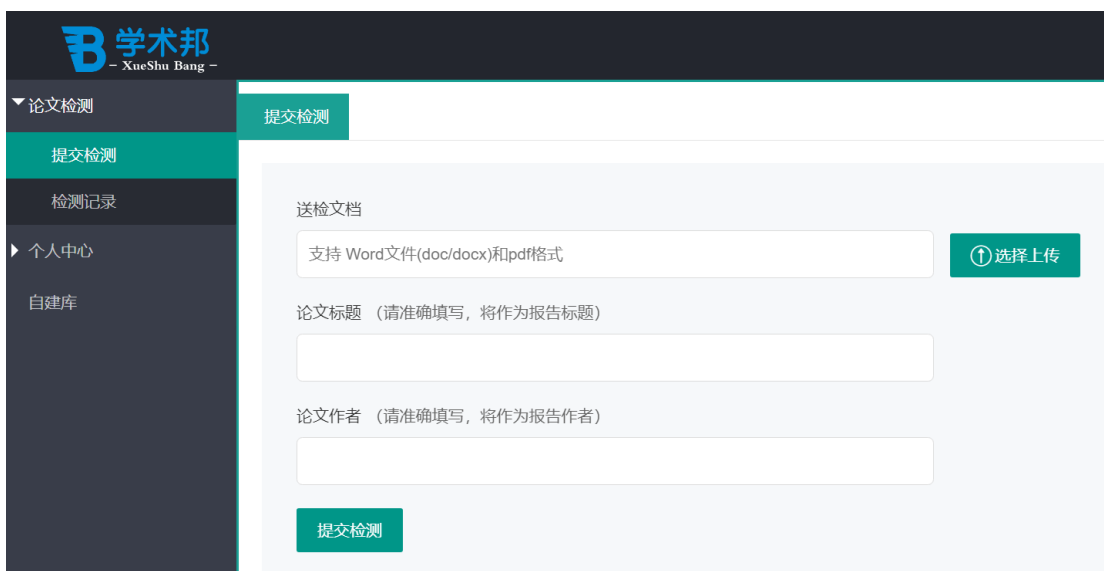 学术邦
- XueShu Bang -
论文检测
提交检测
检测记录
个人中心
自建库
提交检测
送检文档
支持 Word文件(doc/docx)和pdf格式
选择上传
论文标题 （请准确填写，将作为报告标题）
论文作者 （请准确填写，将作为报告作者）
提交检测